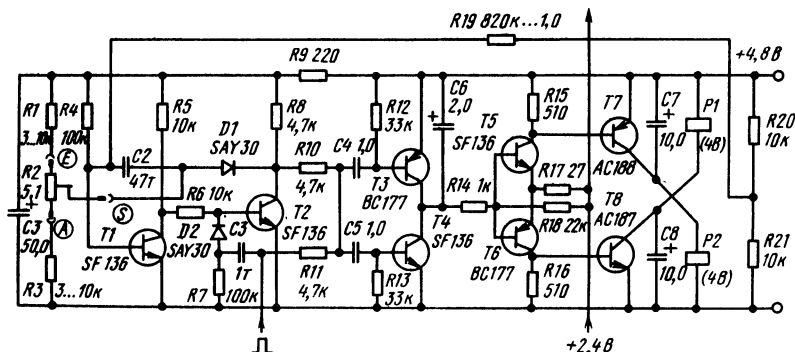 R19 820к...1,0
R9 220
+4,8 В
R1
3...10к
R4
100к
R5
10к
R8
4,7к
R12
33к
C6
2,0
R15
510
T7
C7
10,0
P1
(4В)
R20
10к
E
C2
47т
D1
SAY30
R10
4,7к
C4 1,0
T3
BC177
T5
SF136
AC188
R2
5,1
S
R6 10к
T2
SF136
R14 1к
R17 27
C3
50,0
A
T1
SF136
D2
SAY30
C3
1т
C5 1,0
T4
SF136
T6
BC177
R18 22к
T8
AC187
P2
(4В)
R3
3...10к
R7
100к
R11
4,7к
R13
33к
R16
510
C8
10,0
R21
10к
+2,4В